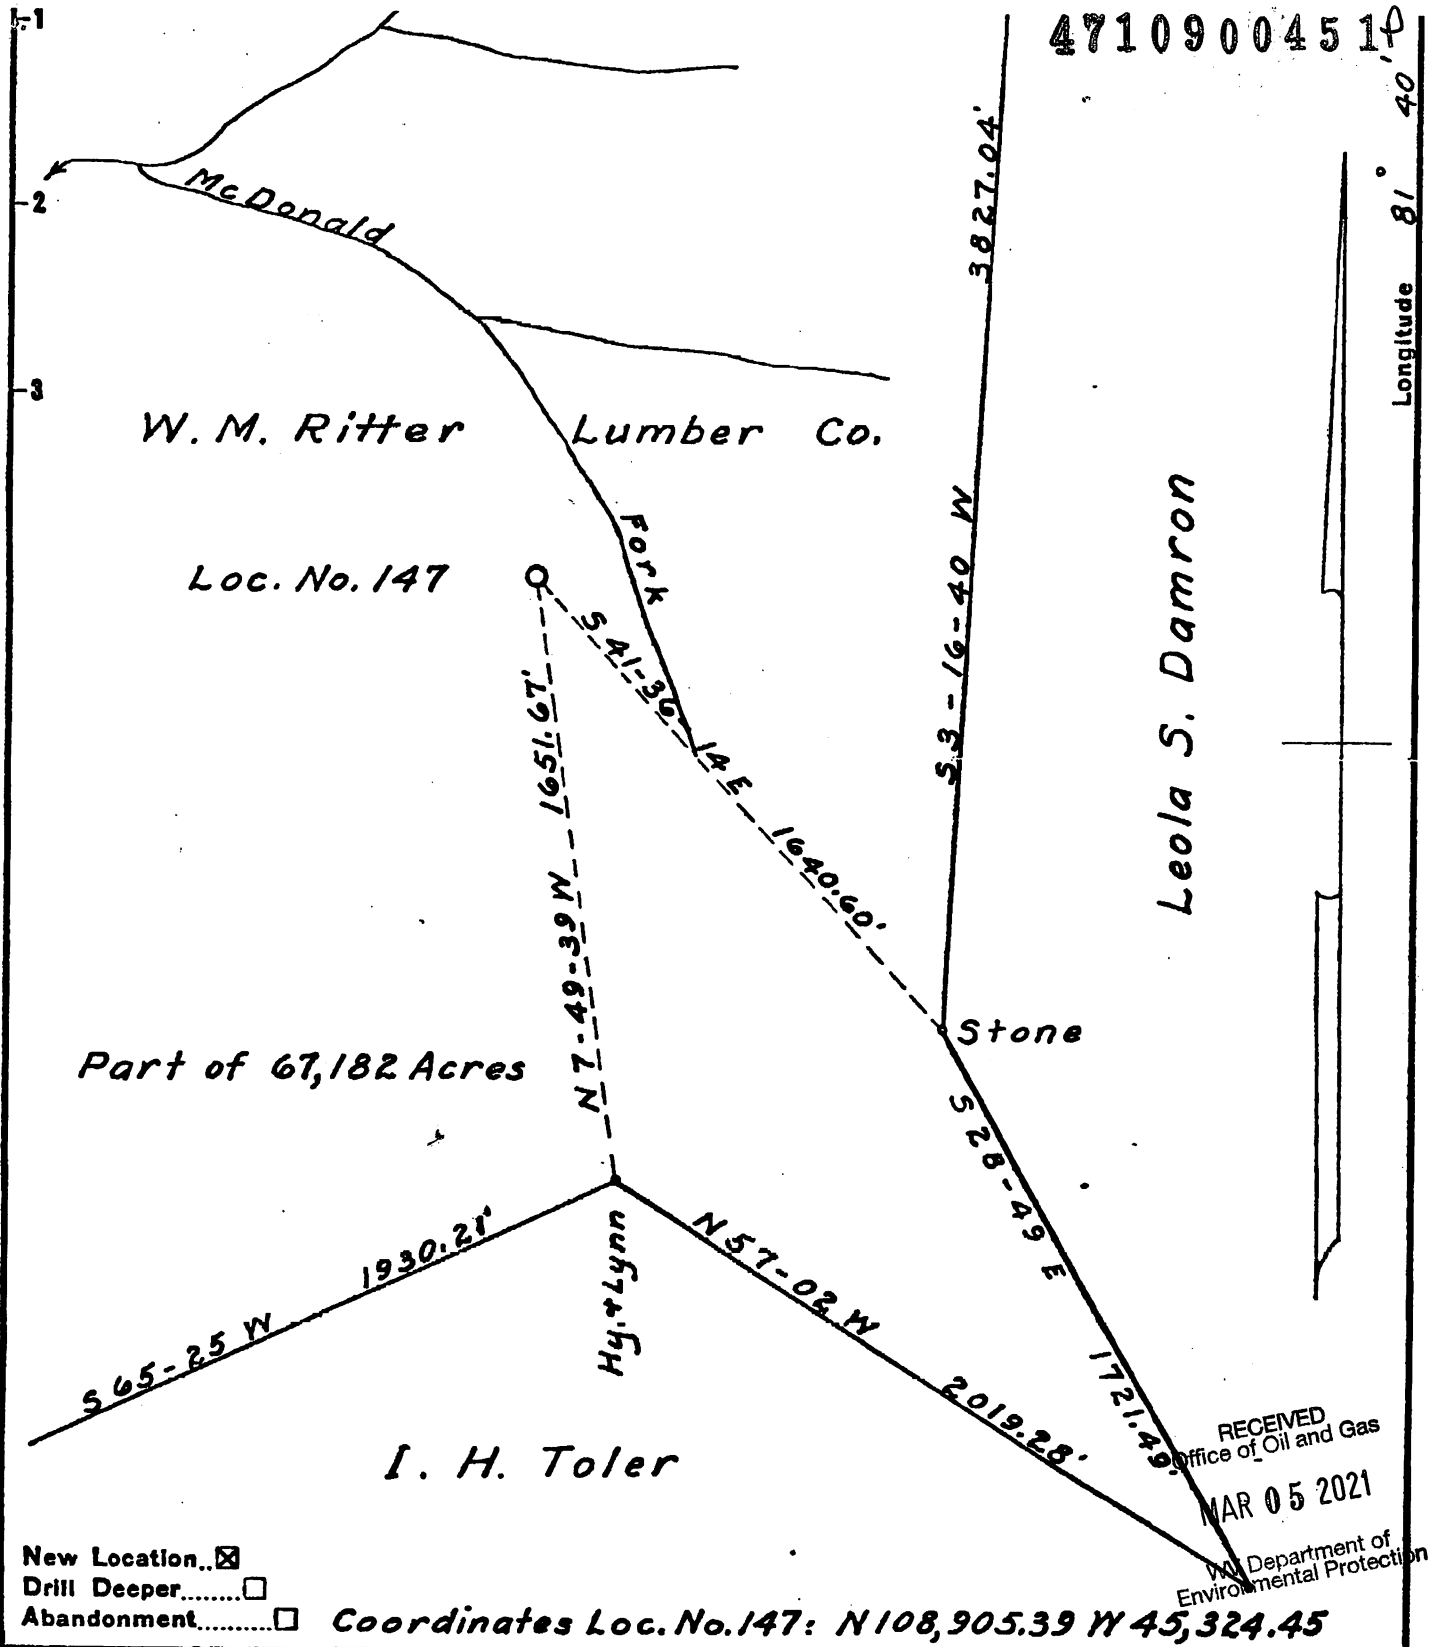 4710900451P
-1
-2
-3
Longitude 81° 40'
McDonald
Fork
3827.04'
S 3-16-40 W
W. M. Ritter Lumber Co.
Leola S. Damron
Loc. No. 147
S 41-36-14 E 1640.60'
N 7-49-39 W 1651.67'
Stone
Part of 67,182 Acres
S 28-49 E 1721.49'
S 65-25 W 1930.21'
Hy. & Lynn
N 57-02 W 2019.28'
I. H. Toler
RECEIVED
Office of Oil and Gas
MAR 05 2021
WV Department of
Environmental Protection
New Location..☒
Drill Deeper........☐
Abandonment..........☐
Coordinates Loc. No. 147: N 108,905.39 W 45,324.45